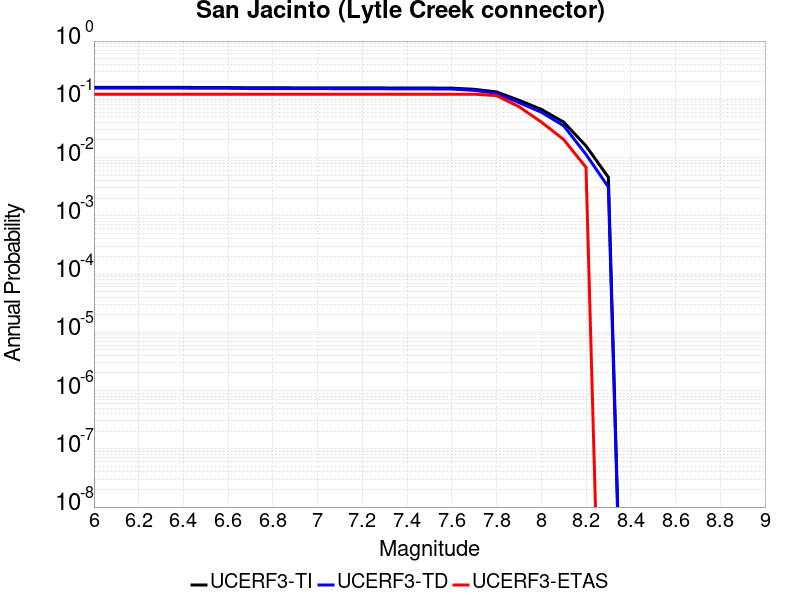 San Jacinto (Lytle Creek connector)
10^0
10^-1
10^-2
10^-3
10^-4
10^-5
10^-6
10^-7
10^-8
Annual Probability
6 6.2 6.4 6.6 6.8 7 7.2 7.4 7.6 7.8 8 8.2 8.4 8.6 8.8 9
Magnitude
UCERF3-TI UCERF3-TD UCERF3-ETAS